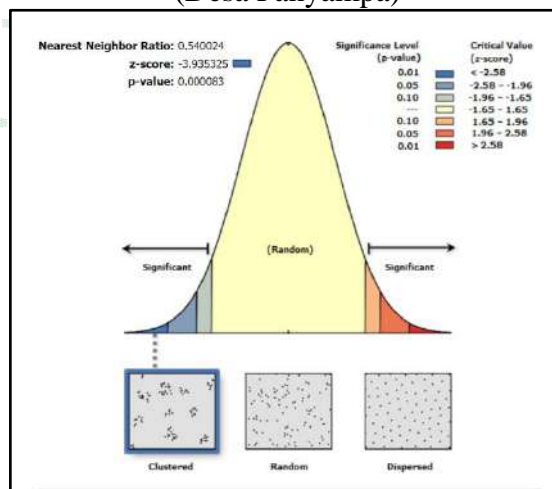 (Desa Panyampa)
Nearest Neighbor Ratio: 0.540024
z-score: -3.935325
p-value: 0.000083
Significance Level
(p-value)
Critical Value
(z-score)
0.01 < -2.58
0.05 -2.58 - -1.96
0.10 -1.96 - -1.65
--- -1.65 - 1.65
0.10 1.65 - 1.96
0.05 1.96 - 2.58
0.01 > 2.58
(Random)
Significant
Significant
Clustered
Random
Dispersed